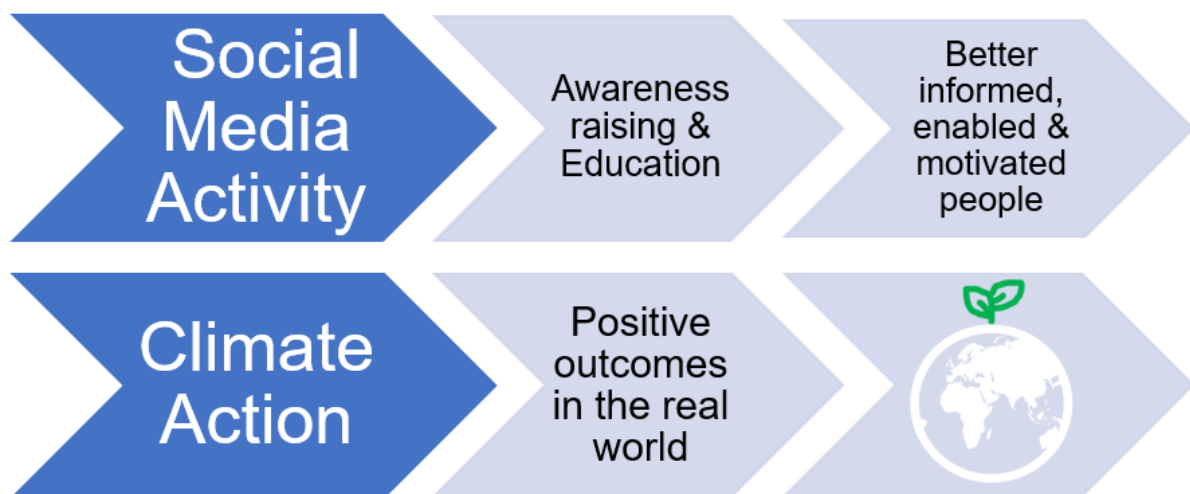 Social
Media
Activity
Awareness
raising &
Education
Better
informed,
enabled &
motivated
people
Climate
Action
Positive
outcomes
in the real
world